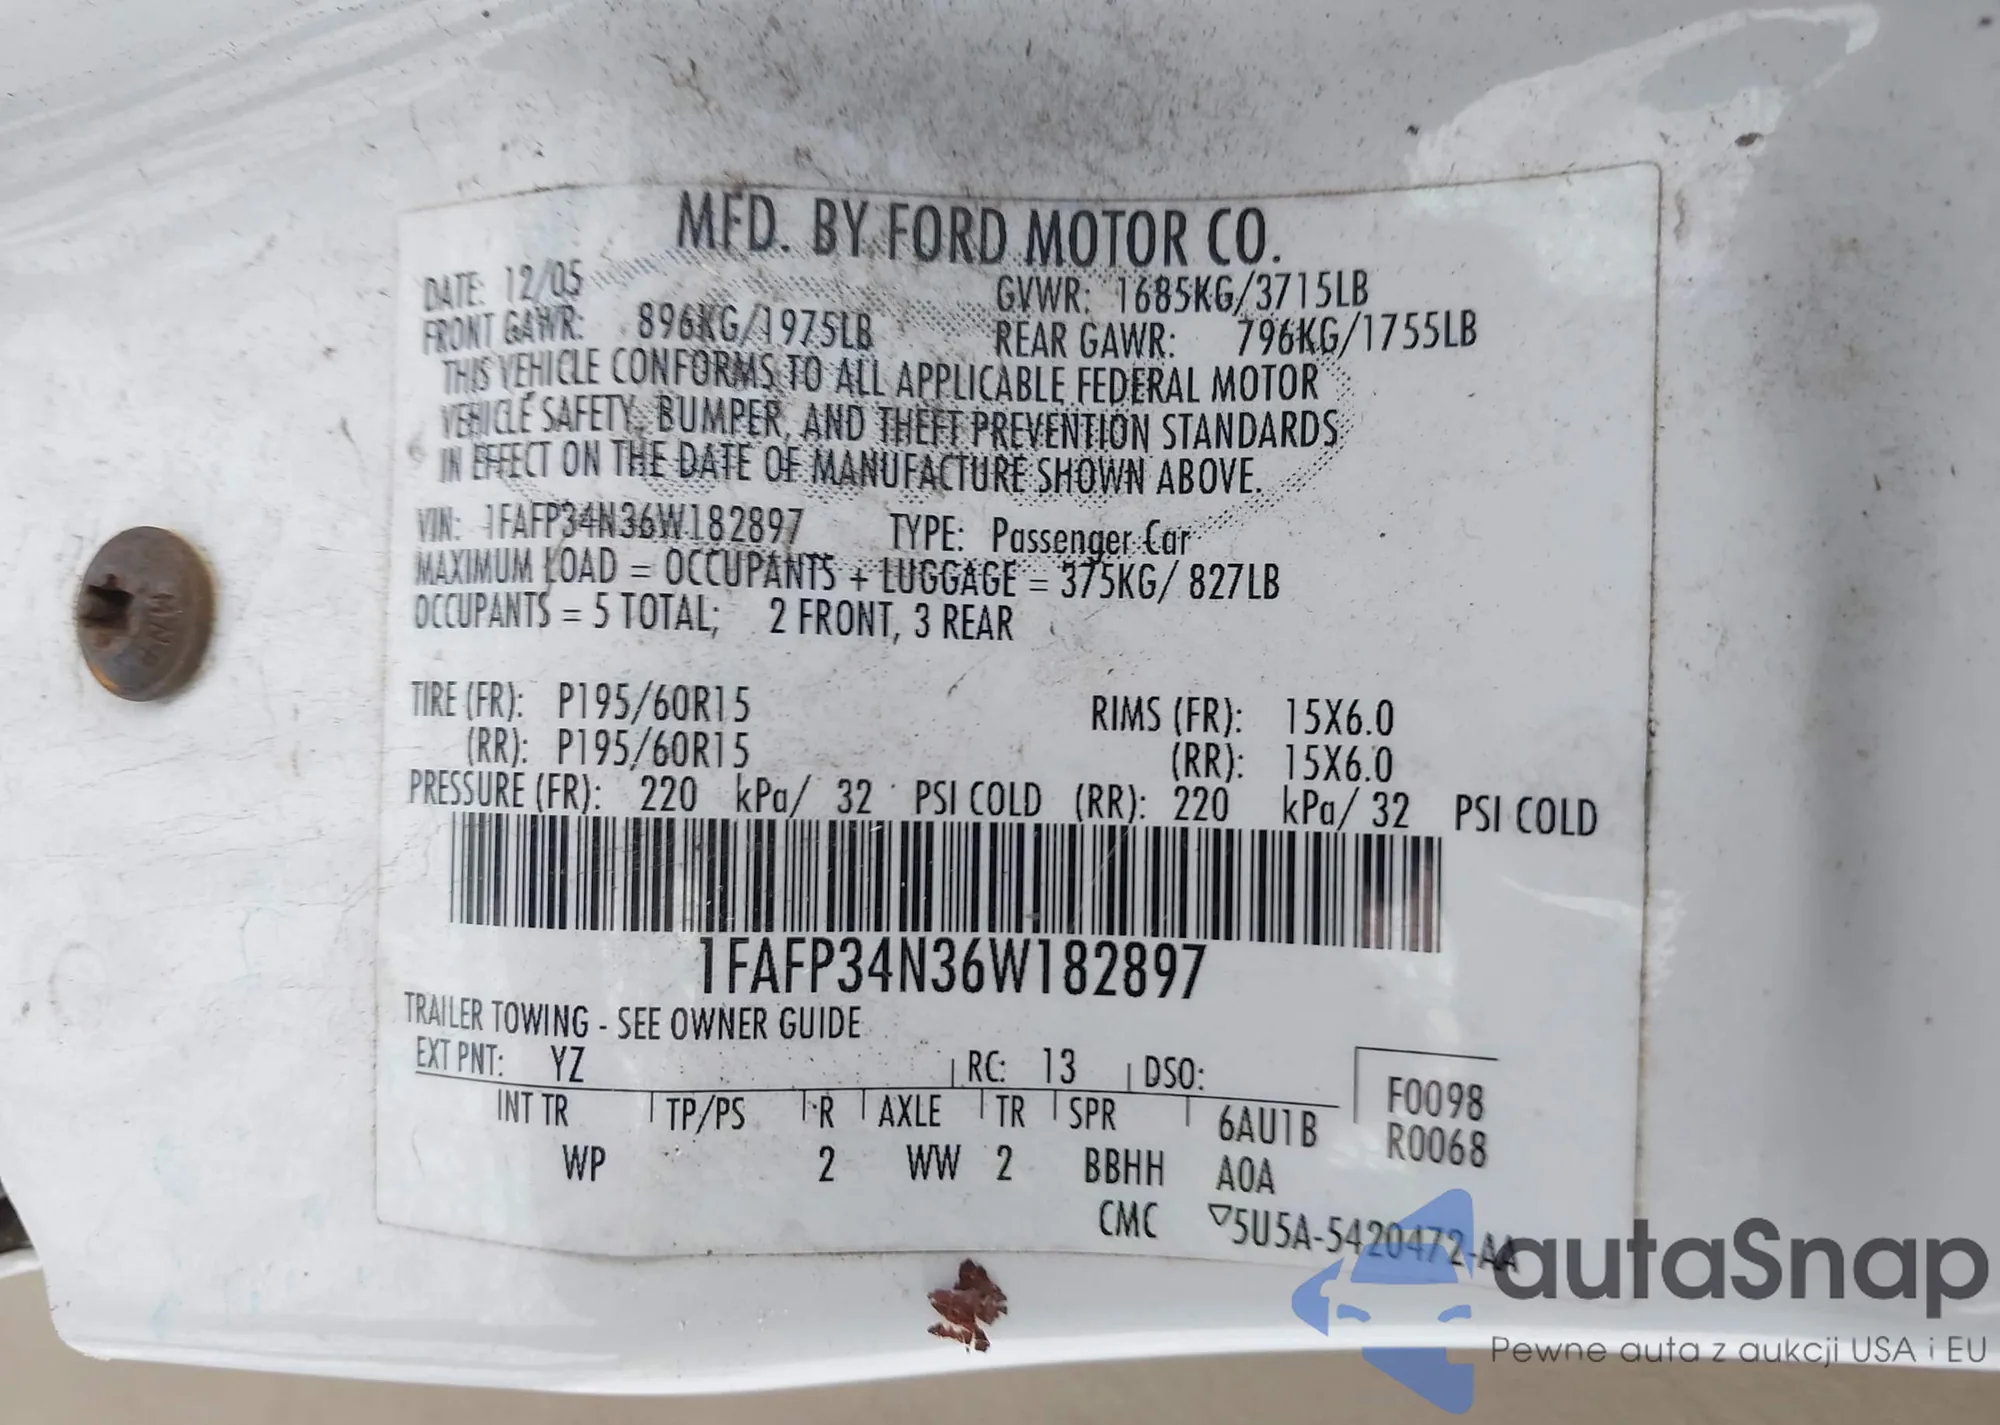 MFD. BY FORD MOTOR CO.
DATE: 12/05 GVWR: 1685KG/3715LB
FRONT GAWR: 896KG/1975LB REAR GAWR: 796KG/1755LB
THIS VEHICLE CONFORMS TO ALL APPLICABLE FEDERAL MOTOR
VEHICLE SAFETY, BUMPER, AND THEFT PREVENTION STANDARDS
IN EFFECT ON THE DATE OF MANUFACTURE SHOWN ABOVE.
VIN: 1FAFP34N36W182897 TYPE: Passenger Car
MAXIMUM LOAD = OCCUPANTS + LUGGAGE = 375KG/ 827LB
OCCUPANTS = 5 TOTAL; 2 FRONT, 3 REAR
TIRE (FR): P195/60R15 RIMS (FR): 15X6.0
(RR): P195/60R15 (RR): 15X6.0
PRESSURE (FR): 220 kPa/ 32 PSI COLD (RR): 220 kPa/ 32 PSI COLD
1FAFP34N36W182897
TRAILER TOWING - SEE OWNER GUIDE
EXT PNT: YZ RC: 13 DSO: F0098
INT TR TP/PS R AXLE TR SPR 6AU1B R0068
WP 2 WW 2 BBHH A0A
CMC ▽5U5A-5420472-AA
autaSnap
Pewne auta z aukcji USA i EU